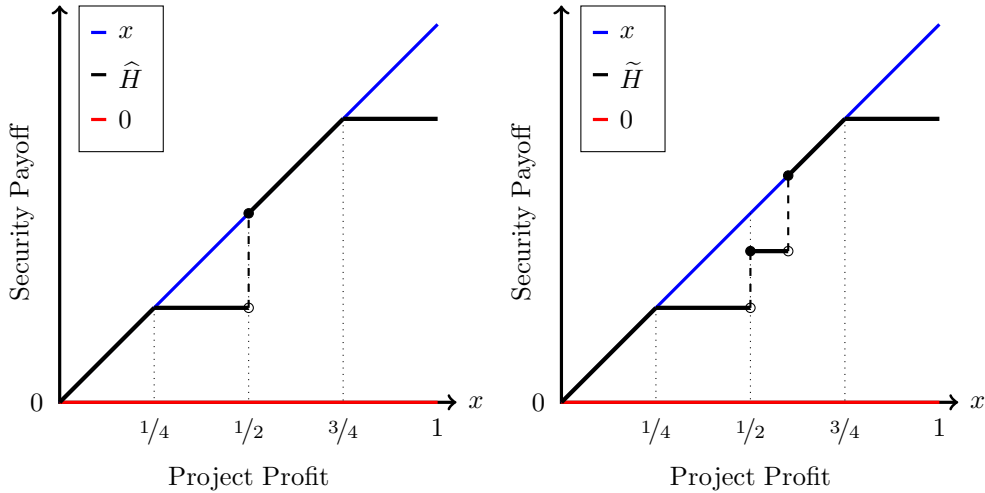 x
Ĥ
0
Security Payoff
0
1/4
1/2
3/4
1
x
Project Profit
x
H̃
0
Security Payoff
0
1/4
1/2
3/4
1
x
Project Profit